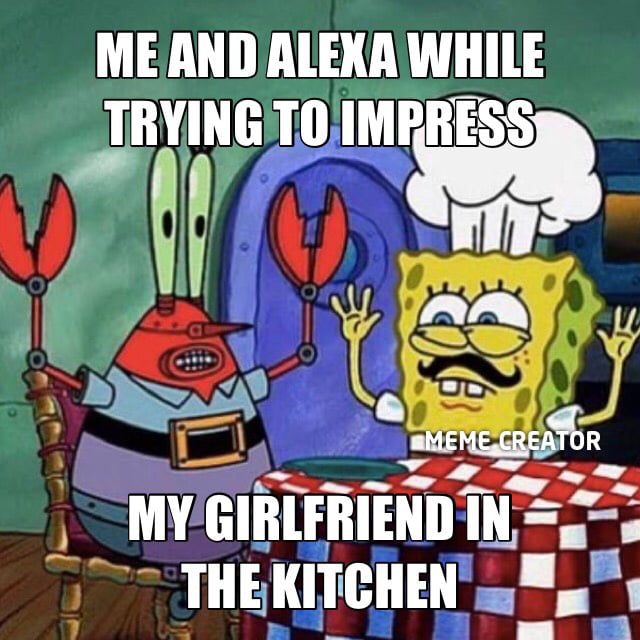 ME AND ALEXA WHILE
TRYING TO IMPRESS
MEME CREATOR
MY GIRLFRIEND IN
THE KITCHEN